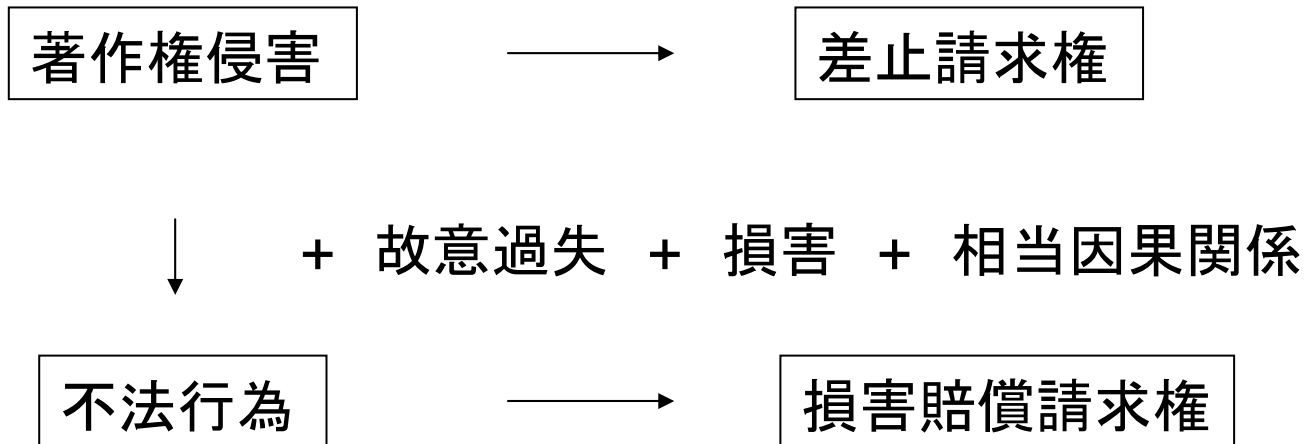 著作権侵害 差止請求権
+ 故意過失 + 損害 + 相当因果関係
不法行為 損害賠償請求権